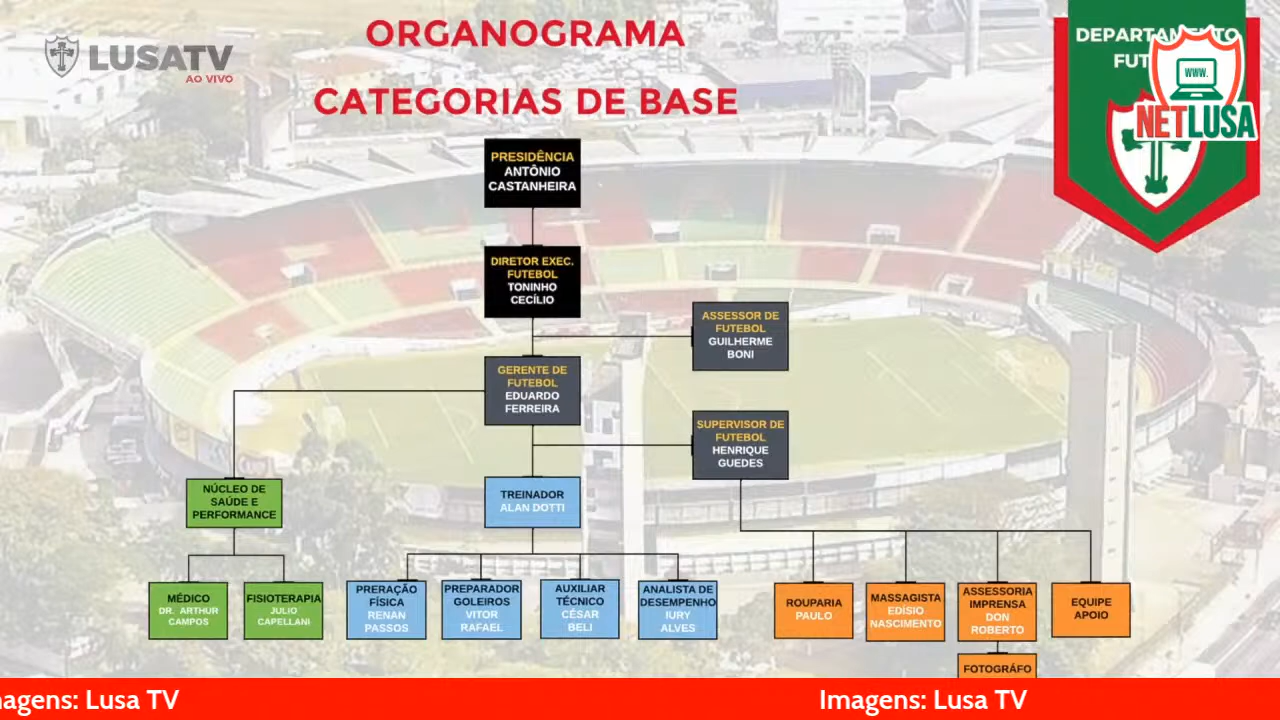 LUSATV
AO VIVO
ORGANOGRAMA
CATEGORIAS DE BASE
DEPARTAMENTO
FUT
WWW.
NETLUSA
PRESIDÊNCIA
ANTÔNIO
CASTANHEIRA
DIRETOR EXEC.
FUTEBOL
TONINHO
CECÍLIO
ASSESSOR DE
FUTEBOL
GUILHERME
BONI
GERENTE DE
FUTEBOL
EDUARDO
FERREIRA
SUPERVISOR DE
FUTEBOL
HENRIQUE
GUEDES
NÚCLEO DE
SAÚDE E
PERFORMANCE
TREINADOR
ALAN DOTTI
MÉDICO
DR. ARTHUR
CAMPOS
FISIOTERAPIA
JULIO
CAPELLANI
PRERAÇÃO
FÍSICA
RENAN
PASSOS
PREPARADOR
GOLEIROS
VITOR
RAFAEL
AUXILIAR
TÉCNICO
CÉSAR
BELI
ANALISTA DE
DESEMPENHO
IURY
ALVES
ROUPARIA
PAULO
MASSAGISTA
EDÍSIO
NASCIMENTO
ASSESSORIA
IMPRENSA
DON
ROBERTO
EQUIPE
APOIO
FOTOGRÁFO
nagens: Lusa TV
Imagens: Lusa TV